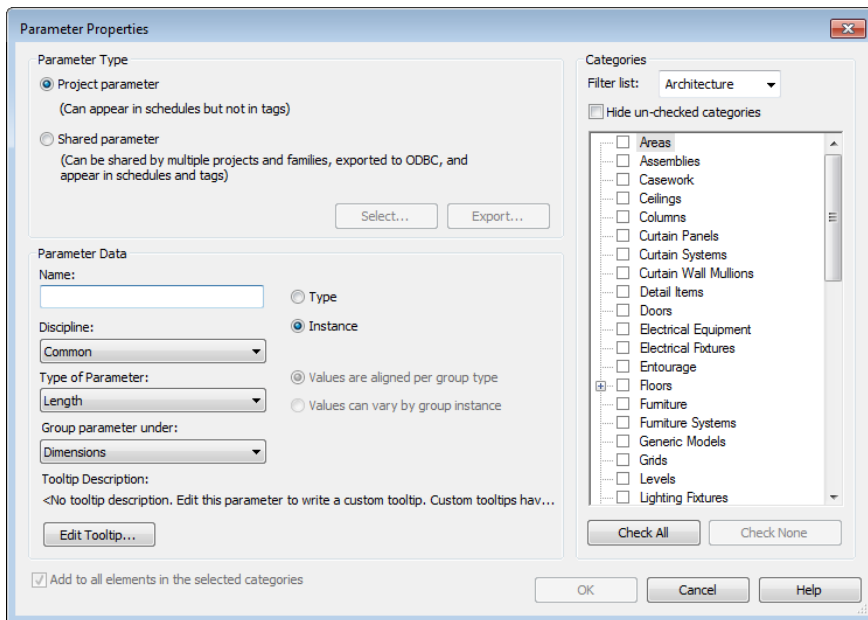 Parameter Properties
Parameter Type
Project parameter
(Can appear in schedules but not in tags)
Shared parameter
(Can be shared by multiple projects and families, exported to ODBC, and
appear in schedules and tags)
Select...
Export...
Parameter Data
Name:
Type
Discipline:
Instance
Common
Type of Parameter:
Values are aligned per group type
Length
Values can vary by group instance
Group parameter under:
Dimensions
Tooltip Description:
<No tooltip description. Edit this parameter to write a custom tooltip. Custom tooltips hav...
Edit Tooltip...
Add to all elements in the selected categories
Categories
Filter list:
Architecture
Hide un-checked categories
Areas
Assemblies
Casework
Ceilings
Columns
Curtain Panels
Curtain Systems
Curtain Wall Mullions
Detail Items
Doors
Electrical Equipment
Electrical Fixtures
Entourage
Floors
Furniture
Furniture Systems
Generic Models
Grids
Levels
Lighting Fixtures
Check All
Check None
OK
Cancel
Help